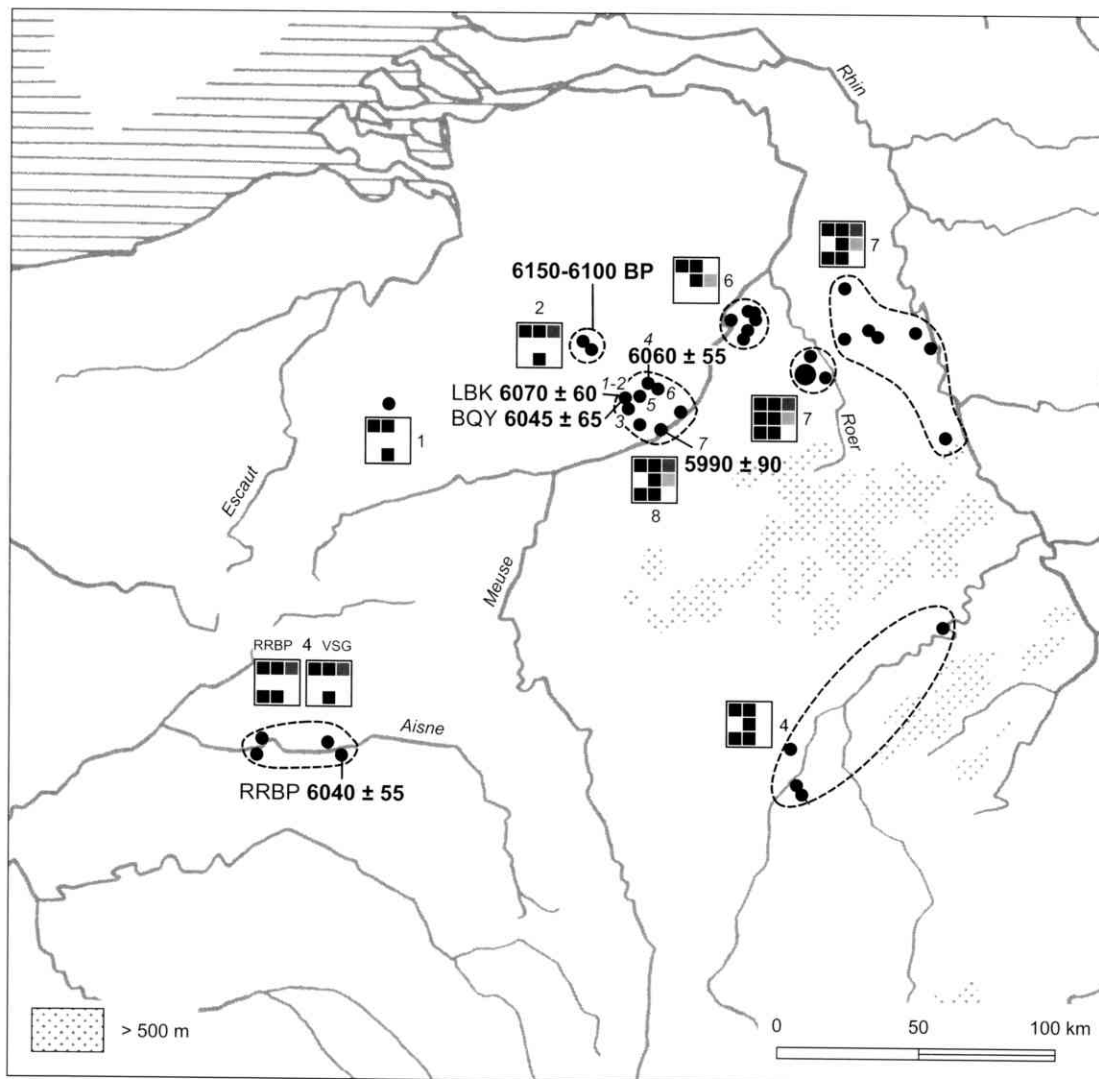 Rhin
7
6150-6100 BP
6
2
4
6060 ± 55
1-2
6
LBK 6070 ± 60
5
BQY 6045 ± 65
3
7
1
7
5990 ± 90
Roer
8
Escaut
Meuse
RRBP 4 VSG
4
Aisne
RRBP 6040 ± 55
> 500 m
0 50 100 km